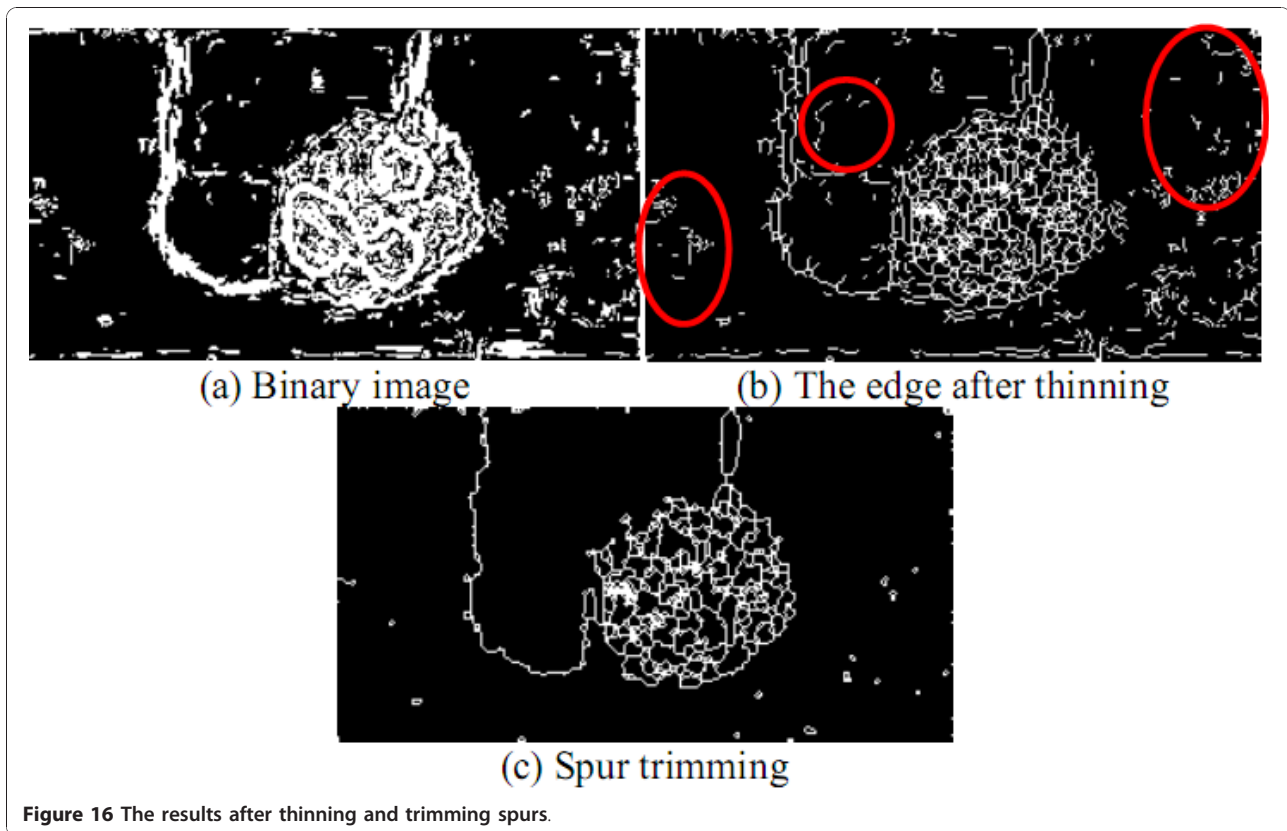 (a) Binary image
(b) The edge after thinning
(c) Spur trimming
Figure 16 The results after thinning and trimming spurs.